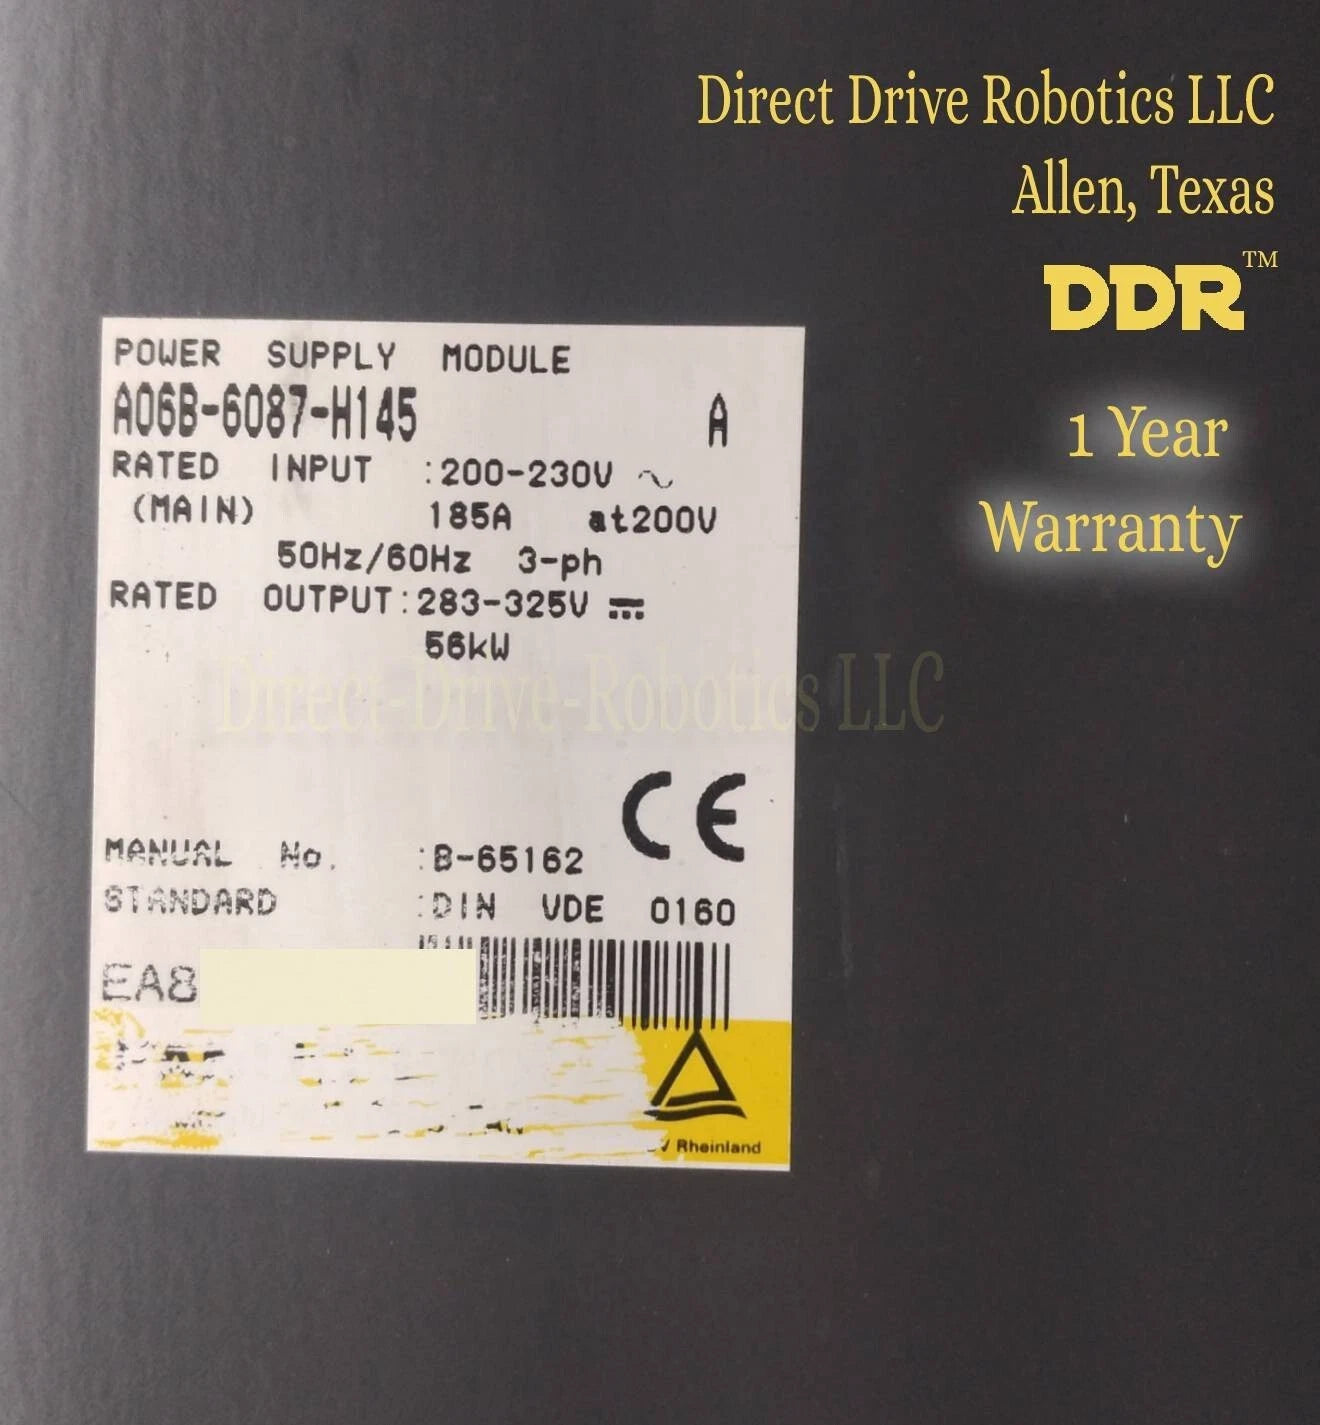 Direct Drive Robotics LLC
Allen, Texas
DDR™
1 Year
Warranty
POWER SUPPLY MODULE
A06B-6087-H145 A
RATED INPUT :200-230V ~
(MAIN) 185A at200V
50Hz/60Hz 3-ph
RATED OUTPUT:283-325V ⎓
56kW
Direct-Drive-Robotics LLC
CE
MANUAL No. :B-65162
STANDARD :DIN VDE 0160
EA8
Rheinland